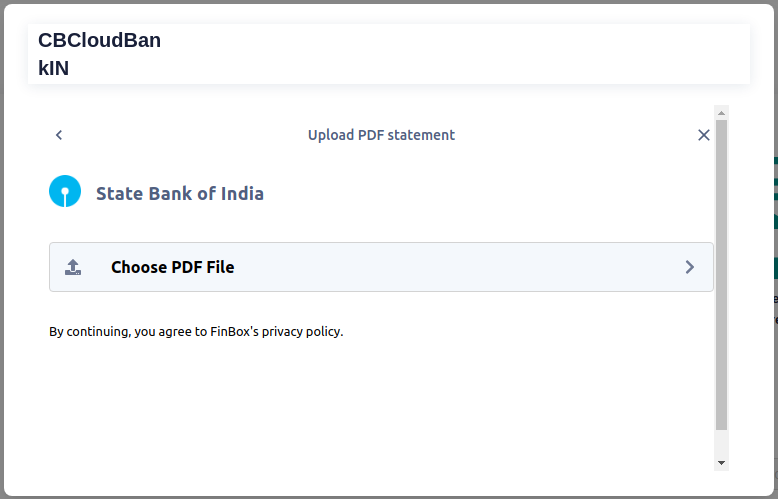 CBCloudBan
kIN
Upload PDF statement
State Bank of India
Choose PDF File
By continuing, you agree to FinBox's privacy policy.